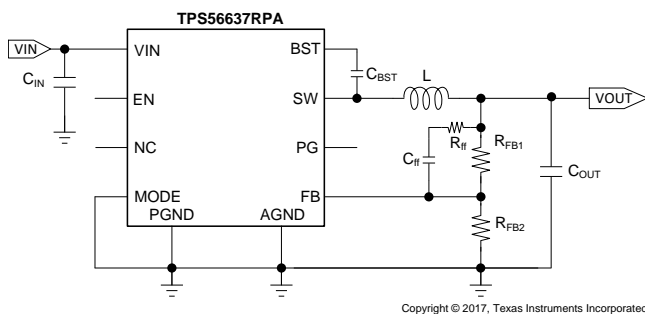 TPS56637RPA
VIN
VIN
BST
C_IN
C_BST
L
EN
SW
VOUT
R_ff
R_FB1
C_ff
NC
PG
C_OUT
MODE
FB
PGND
AGND
R_FB2
Copyright © 2017, Texas Instruments Incorporated